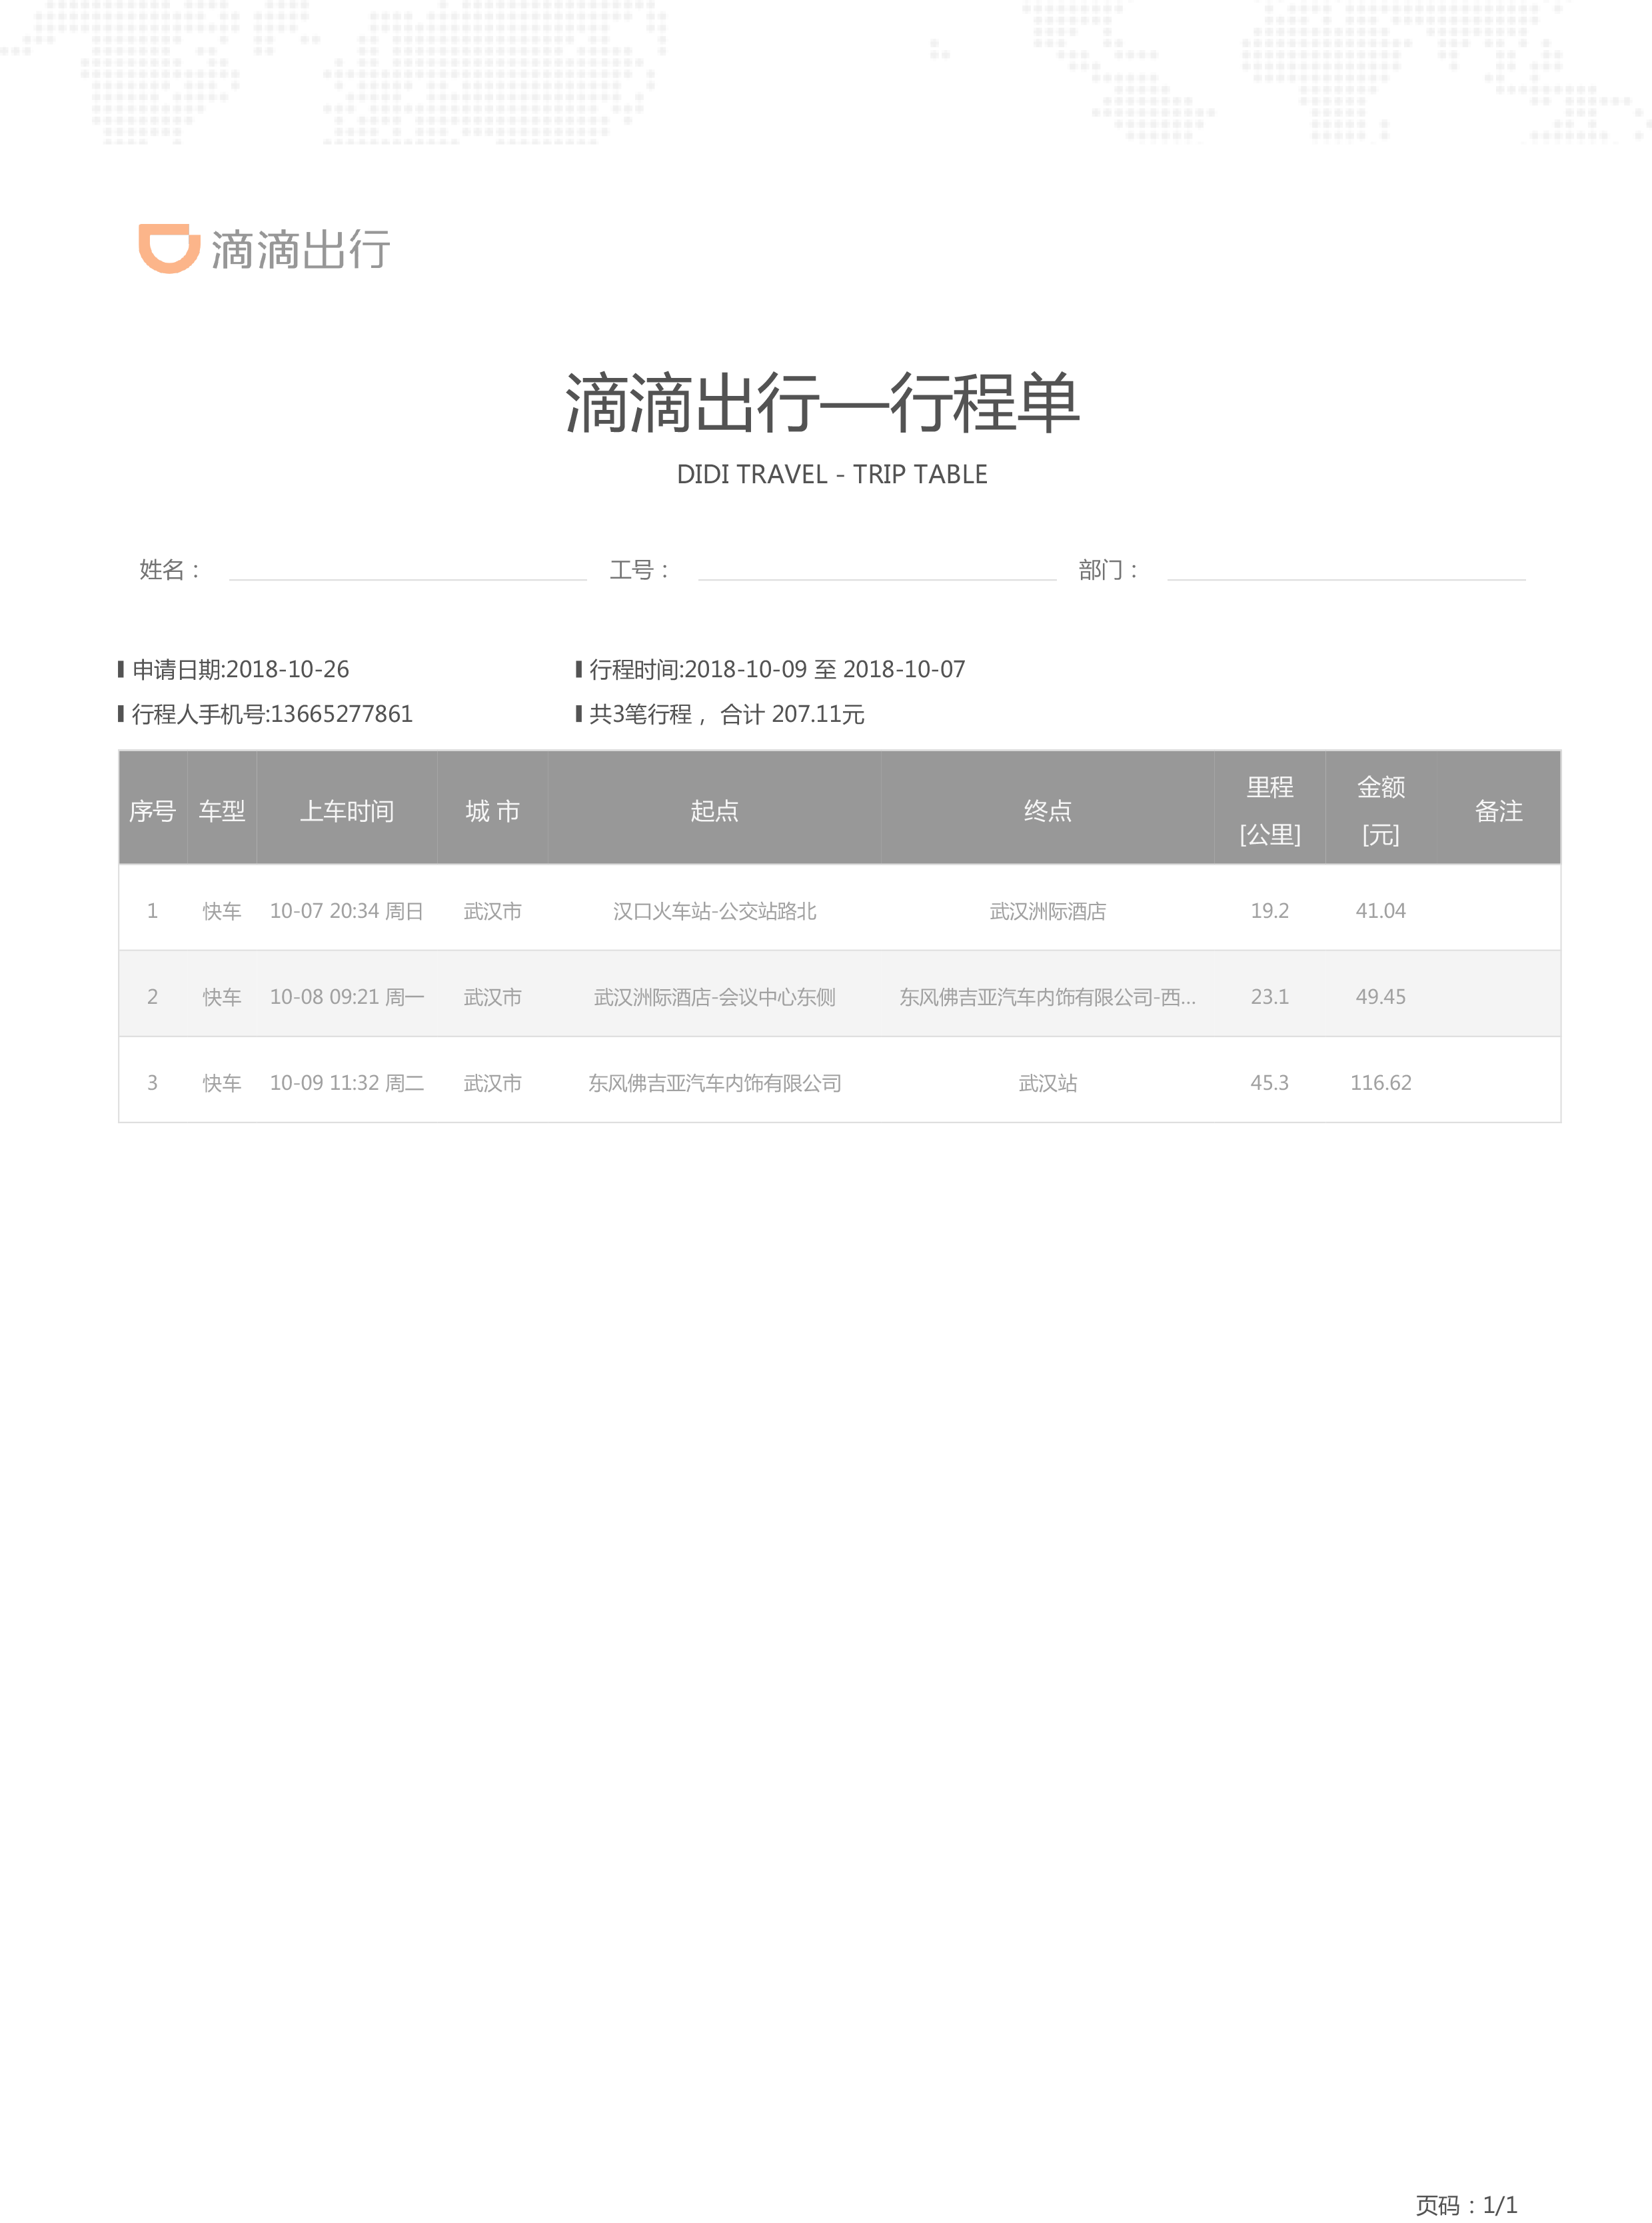 滴滴出行
滴滴出行—行程单
DIDI TRAVEL - TRIP TABLE
姓名： 工号： 部门：
申请日期:2018-10-26 行程时间:2018-10-09 至 2018-10-07
行程人手机号:13665277861 共3笔行程， 合计 207.11元
序号 车型 上车时间 城 市 起点 终点 里程[公里] 金额[元] 备注
1 快车 10-07 20:34 周日 武汉市 汉口火车站-公交站路北 武汉洲际酒店 19.2 41.04
2 快车 10-08 09:21 周一 武汉市 武汉洲际酒店-会议中心东侧 东风佛吉亚汽车内饰有限公司-西... 23.1 49.45
3 快车 10-09 11:32 周二 武汉市 东风佛吉亚汽车内饰有限公司 武汉站 45.3 116.62
页码：1/1